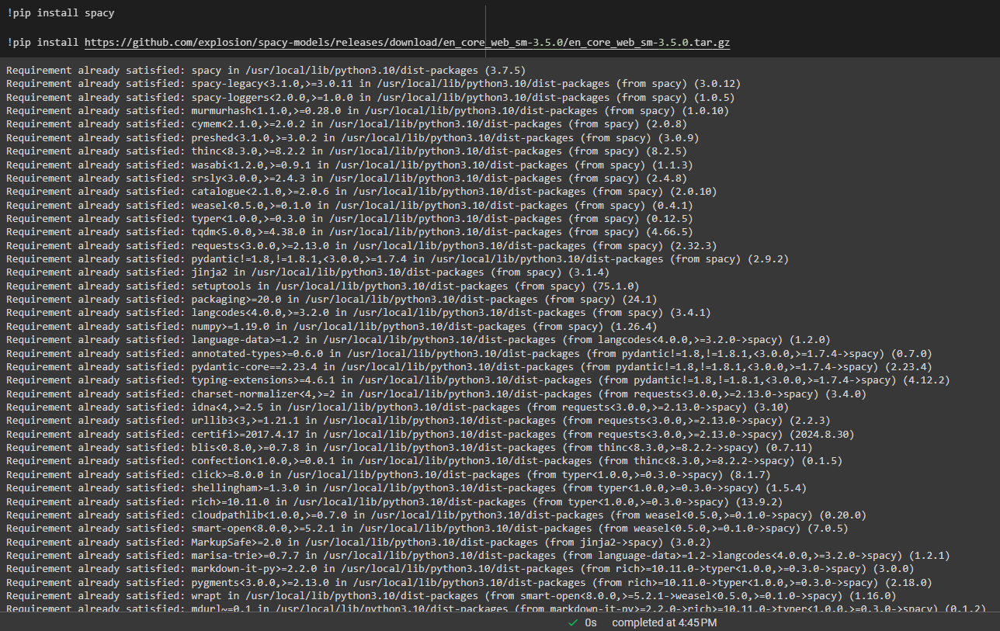 !pip install spacy
!pip install https://github.com/explosion/spacy-models/releases/download/en_core_web_sm-3.5.0/en_core_web_sm-3.5.0.tar.gz
Requirement already satisfied: spacy in /usr/local/lib/python3.10/dist-packages (3.7.5)
Requirement already satisfied: spacy-legacy<3.1.0,>=3.0.11 in /usr/local/lib/python3.10/dist-packages (from spacy) (3.0.12)
Requirement already satisfied: spacy-loggers<2.0.0,>=1.0.0 in /usr/local/lib/python3.10/dist-packages (from spacy) (1.0.5)
Requirement already satisfied: murmurhash<1.1.0,>=0.28.0 in /usr/local/lib/python3.10/dist-packages (from spacy) (1.0.10)
Requirement already satisfied: cymem<2.1.0,>=2.0.2 in /usr/local/lib/python3.10/dist-packages (from spacy) (2.0.8)
Requirement already satisfied: preshed<3.1.0,>=3.0.2 in /usr/local/lib/python3.10/dist-packages (from spacy) (3.0.9)
Requirement already satisfied: thinc<8.3.0,>=8.2.2 in /usr/local/lib/python3.10/dist-packages (from spacy) (8.2.5)
Requirement already satisfied: wasabi<1.2.0,>=0.9.1 in /usr/local/lib/python3.10/dist-packages (from spacy) (1.1.3)
Requirement already satisfied: srsly<3.0.0,>=2.4.3 in /usr/local/lib/python3.10/dist-packages (from spacy) (2.4.8)
Requirement already satisfied: catalogue<2.1.0,>=2.0.6 in /usr/local/lib/python3.10/dist-packages (from spacy) (2.0.10)
Requirement already satisfied: weasel<0.5.0,>=0.1.0 in /usr/local/lib/python3.10/dist-packages (from spacy) (0.4.1)
Requirement already satisfied: typer<1.0.0,>=0.3.0 in /usr/local/lib/python3.10/dist-packages (from spacy) (0.12.5)
Requirement already satisfied: tqdm<5.0.0,>=4.38.0 in /usr/local/lib/python3.10/dist-packages (from spacy) (4.66.5)
Requirement already satisfied: requests<3.0.0,>=2.13.0 in /usr/local/lib/python3.10/dist-packages (from spacy) (2.32.3)
Requirement already satisfied: pydantic!=1.8,!=1.8.1,<3.0.0,>=1.7.4 in /usr/local/lib/python3.10/dist-packages (from spacy) (2.9.2)
Requirement already satisfied: jinja2 in /usr/local/lib/python3.10/dist-packages (from spacy) (3.1.4)
Requirement already satisfied: setuptools in /usr/local/lib/python3.10/dist-packages (from spacy) (75.1.0)
Requirement already satisfied: packaging>=20.0 in /usr/local/lib/python3.10/dist-packages (from spacy) (24.1)
Requirement already satisfied: langcodes<4.0.0,>=3.2.0 in /usr/local/lib/python3.10/dist-packages (from spacy) (3.4.1)
Requirement already satisfied: numpy>=1.19.0 in /usr/local/lib/python3.10/dist-packages (from spacy) (1.26.4)
Requirement already satisfied: language-data>=1.2 in /usr/local/lib/python3.10/dist-packages (from langcodes<4.0.0,>=3.2.0->spacy) (1.2.0)
Requirement already satisfied: annotated-types>=0.6.0 in /usr/local/lib/python3.10/dist-packages (from pydantic!=1.8,!=1.8.1,<3.0.0,>=1.7.4->spacy) (0.7.0)
Requirement already satisfied: pydantic-core==2.23.4 in /usr/local/lib/python3.10/dist-packages (from pydantic!=1.8,!=1.8.1,<3.0.0,>=1.7.4->spacy) (2.23.4)
Requirement already satisfied: typing-extensions>=4.6.1 in /usr/local/lib/python3.10/dist-packages (from pydantic!=1.8,!=1.8.1,<3.0.0,>=1.7.4->spacy) (4.12.2)
Requirement already satisfied: charset-normalizer<4,>=2 in /usr/local/lib/python3.10/dist-packages (from requests<3.0.0,>=2.13.0->spacy) (3.4.0)
Requirement already satisfied: idna<4,>=2.5 in /usr/local/lib/python3.10/dist-packages (from requests<3.0.0,>=2.13.0->spacy) (3.10)
Requirement already satisfied: urllib3<3,>=1.21.1 in /usr/local/lib/python3.10/dist-packages (from requests<3.0.0,>=2.13.0->spacy) (2.2.3)
Requirement already satisfied: certifi>=2017.4.17 in /usr/local/lib/python3.10/dist-packages (from requests<3.0.0,>=2.13.0->spacy) (2024.8.30)
Requirement already satisfied: blis<0.8.0,>=0.7.8 in /usr/local/lib/python3.10/dist-packages (from thinc<8.3.0,>=8.2.2->spacy) (0.7.11)
Requirement already satisfied: confection<1.0.0,>=0.0.1 in /usr/local/lib/python3.10/dist-packages (from thinc<8.3.0,>=8.2.2->spacy) (0.1.5)
Requirement already satisfied: click>=8.0.0 in /usr/local/lib/python3.10/dist-packages (from typer<1.0.0,>=0.3.0->spacy) (8.1.7)
Requirement already satisfied: shellingham>=1.3.0 in /usr/local/lib/python3.10/dist-packages (from typer<1.0.0,>=0.3.0->spacy) (1.5.4)
Requirement already satisfied: rich>=10.11.0 in /usr/local/lib/python3.10/dist-packages (from typer<1.0.0,>=0.3.0->spacy) (13.9.2)
Requirement already satisfied: cloudpathlib<1.0.0,>=0.7.0 in /usr/local/lib/python3.10/dist-packages (from weasel<0.5.0,>=0.1.0->spacy) (0.20.0)
Requirement already satisfied: smart-open<8.0.0,>=5.2.1 in /usr/local/lib/python3.10/dist-packages (from weasel<0.5.0,>=0.1.0->spacy) (7.0.5)
Requirement already satisfied: MarkupSafe>=2.0 in /usr/local/lib/python3.10/dist-packages (from jinja2->spacy) (3.0.2)
Requirement already satisfied: marisa-trie>=0.7.7 in /usr/local/lib/python3.10/dist-packages (from language-data>=1.2->langcodes<4.0.0,>=3.2.0->spacy) (1.2.1)
Requirement already satisfied: markdown-it-py>=2.2.0 in /usr/local/lib/python3.10/dist-packages (from rich>=10.11.0->typer<1.0.0,>=0.3.0->spacy) (3.0.0)
Requirement already satisfied: pygments<3.0.0,>=2.13.0 in /usr/local/lib/python3.10/dist-packages (from rich>=10.11.0->typer<1.0.0,>=0.3.0->spacy) (2.18.0)
Requirement already satisfied: wrapt in /usr/local/lib/python3.10/dist-packages (from smart-open<8.0.0,>=5.2.1->weasel<0.5.0,>=0.1.0->spacy) (1.16.0)
Requirement already satisfied: mdurl~=0.1 in /usr/local/lib/python3.10/dist-packages (from markdown-it-py>=2.2.0->rich>=10.11.0->typer<1.0.0,>=0.3.0->spacy) (0.1.2)
0s completed at 4:45 PM